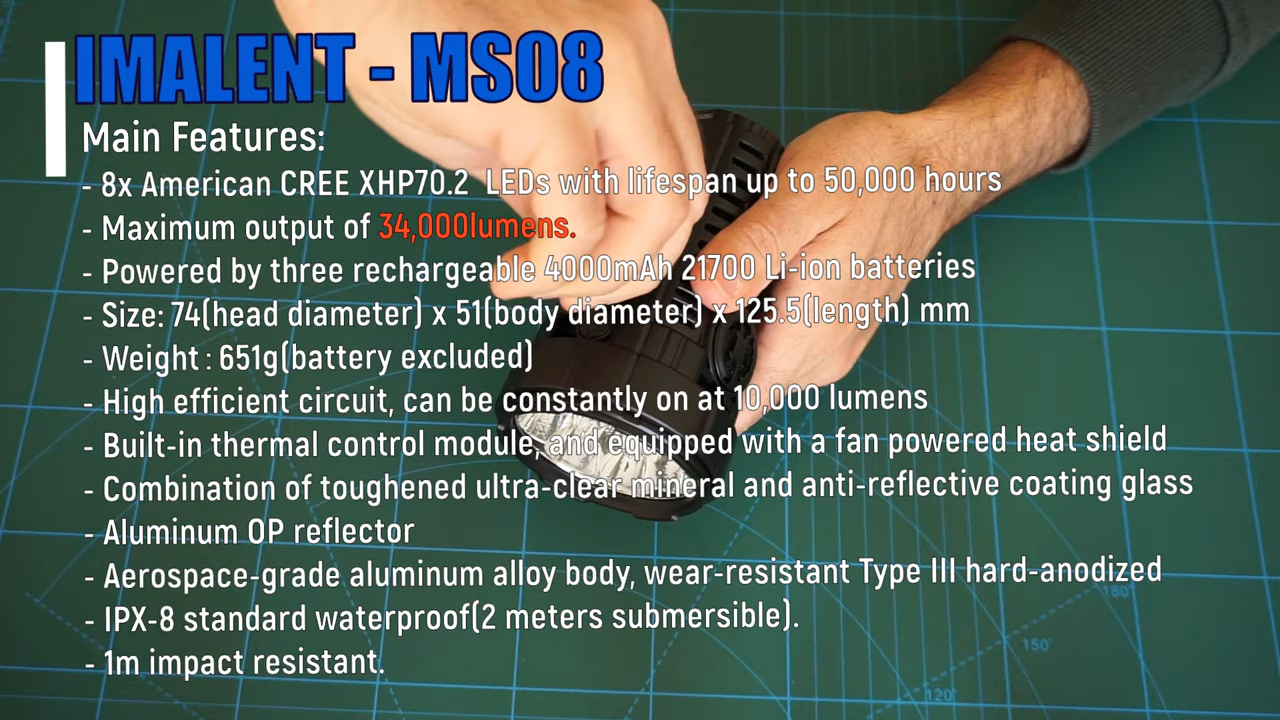 IMALENT - MS08
Main Features:
- 8x American CREE XHP70.2 LEDs with lifespan up to 50,000 hours
- Maximum output of 34,000lumens.
- Powered by three rechargeable 4000mAh 21700 Li-ion batteries
- Size: 74(head diameter) x 51(body diameter) x 125.5(length) mm
- Weight : 651g(battery excluded)
- High efficient circuit, can be constantly on at 10,000 lumens
- Built-in thermal control module, and equipped with a fan powered heat shield
- Combination of toughened ultra-clear mineral and anti-reflective coating glass
- Aluminum OP reflector
- Aerospace-grade aluminum alloy body, wear-resistant Type III hard-anodized
- IPX-8 standard waterproof(2 meters submersible).
- 1m impact resistant.
180°
150°
120°